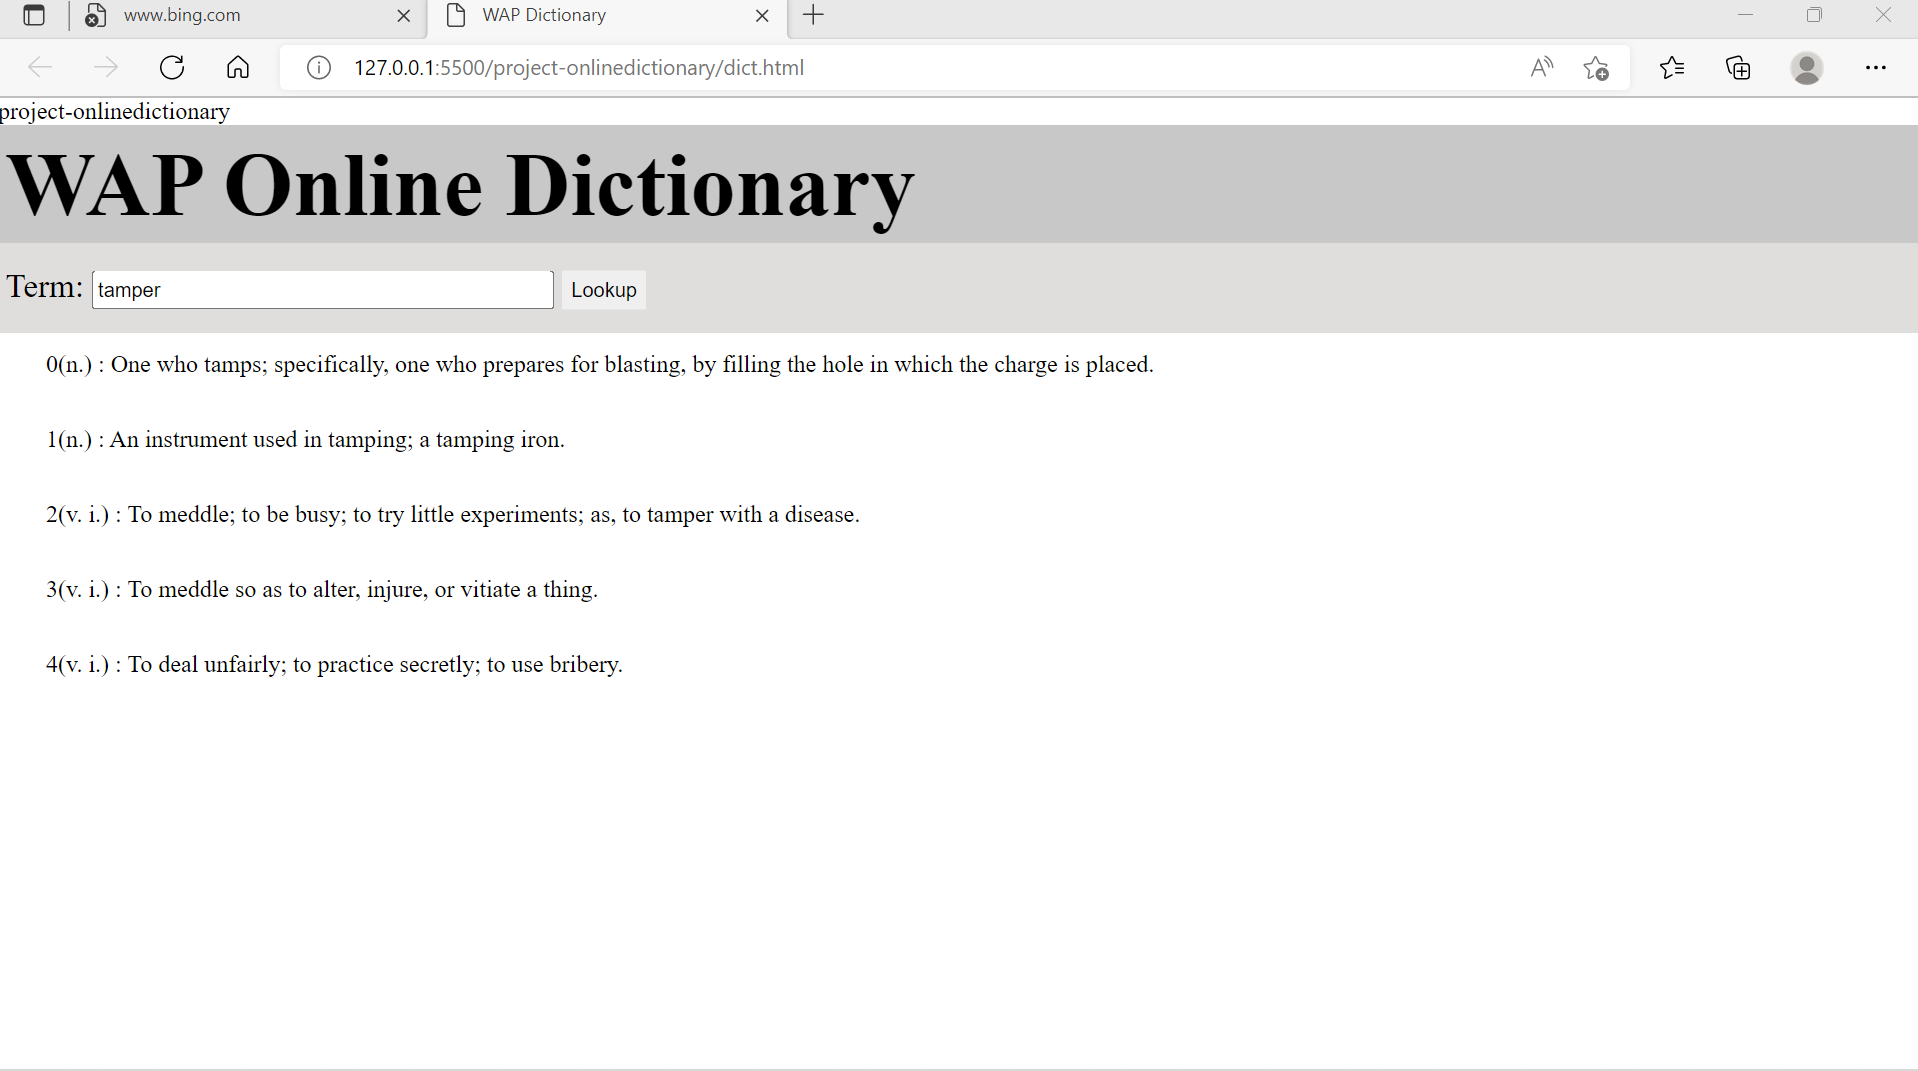 www.bing.com
WAP Dictionary
127.0.0.1:5500/project-onlinedictionary/dict.html
project-onlinedictionary
WAP Online Dictionary
Term: tamper Lookup
0(n.) : One who tamps; specifically, one who prepares for blasting, by filling the hole in which the charge is placed.
1(n.) : An instrument used in tamping; a tamping iron.
2(v. i.) : To meddle; to be busy; to try little experiments; as, to tamper with a disease.
3(v. i.) : To meddle so as to alter, injure, or vitiate a thing.
4(v. i.) : To deal unfairly; to practice secretly; to use bribery.